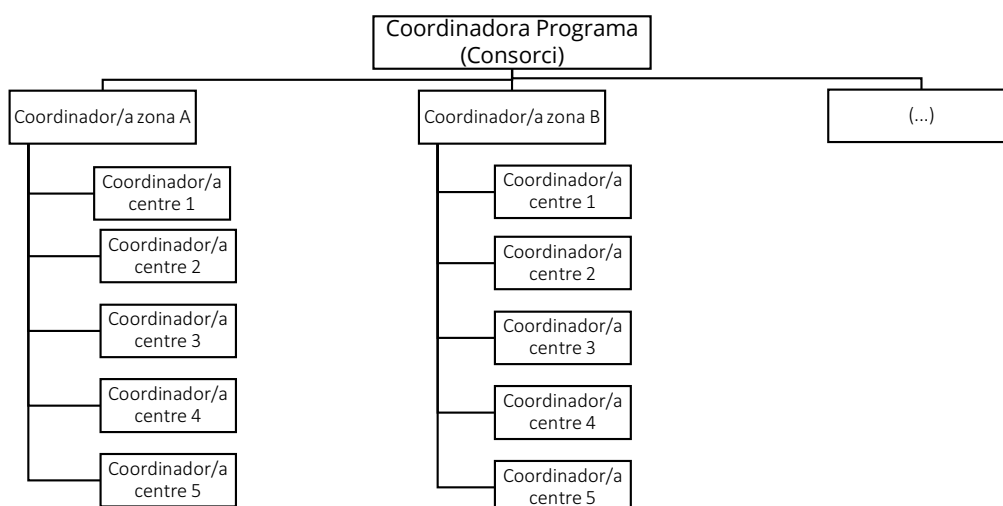 Coordinadora Programa
(Consorci)
Coordinador/a zona A
Coordinador/a zona B
(...)
Coordinador/a
centre 1
Coordinador/a
centre 2
Coordinador/a
centre 3
Coordinador/a
centre 4
Coordinador/a
centre 5
Coordinador/a
centre 1
Coordinador/a
centre 2
Coordinador/a
centre 3
Coordinador/a
centre 4
Coordinador/a
centre 5